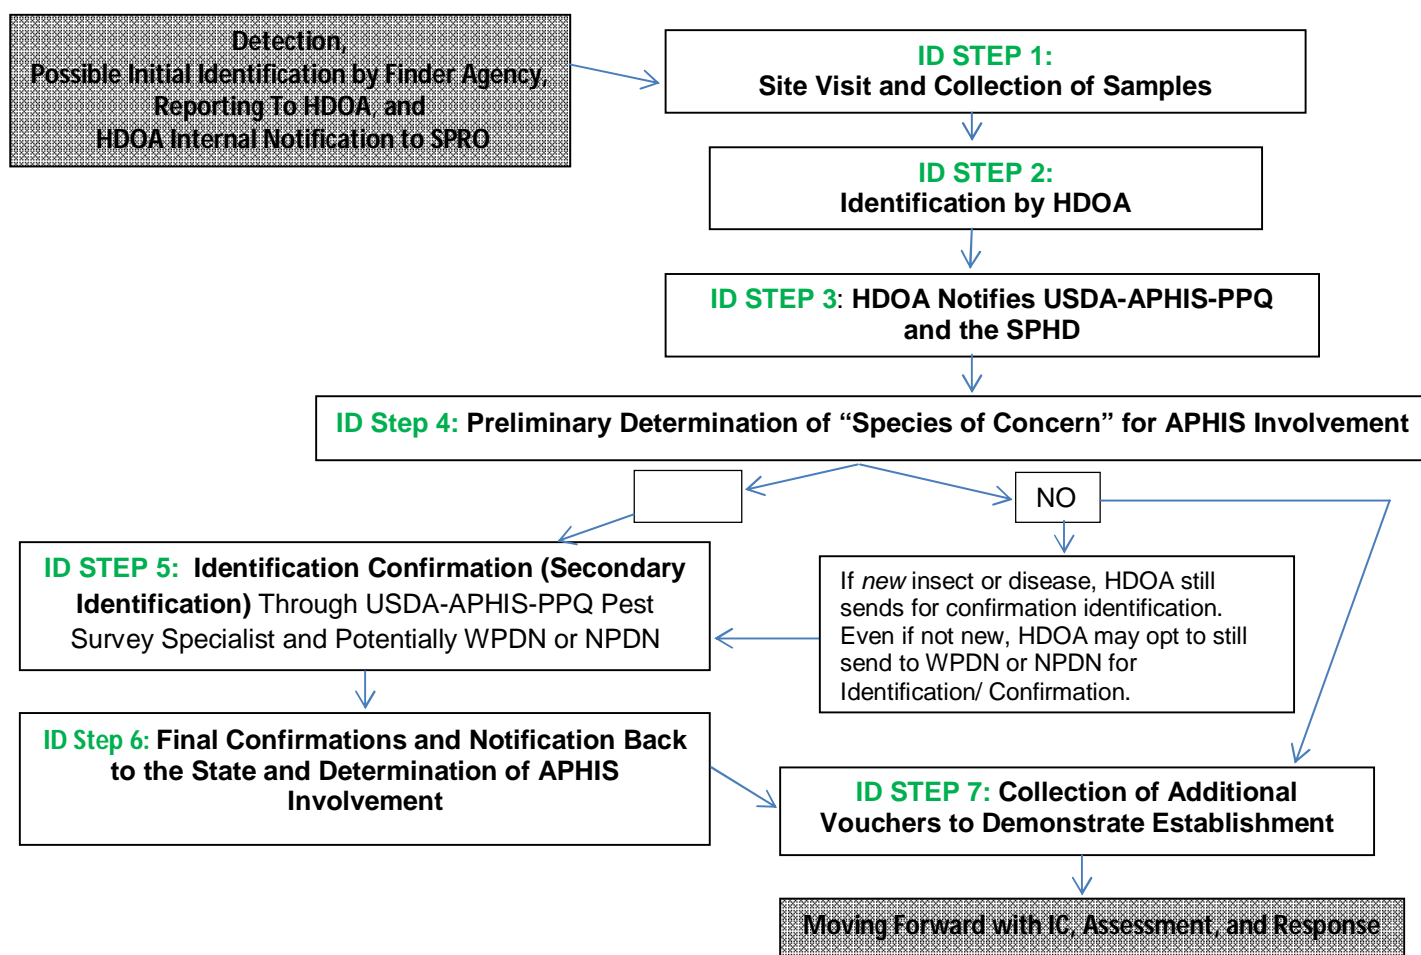 Detection,
Possible Initial Identification by Finder Agency,
Reporting To HDOA, and
HDOA Internal Notification to SPRO
ID STEP 1:
Site Visit and Collection of Samples
ID STEP 2:
Identification by HDOA
ID STEP 3: HDOA Notifies USDA-APHIS-PPQ
and the SPHD
ID Step 4: Preliminary Determination of “Species of Concern” for APHIS Involvement
NO
ID STEP 5: Identification Confirmation (Secondary
Identification) Through USDA-APHIS-PPQ Pest
Survey Specialist and Potentially WPDN or NPDN
If new insect or disease, HDOA still
sends for confirmation identification.
Even if not new, HDOA may opt to still
send to WPDN or NPDN for
Identification/ Confirmation.
ID Step 6: Final Confirmations and Notification Back
to the State and Determination of APHIS
Involvement
ID STEP 7: Collection of Additional
Vouchers to Demonstrate Establishment
Moving Forward with IC, Assessment, and Response